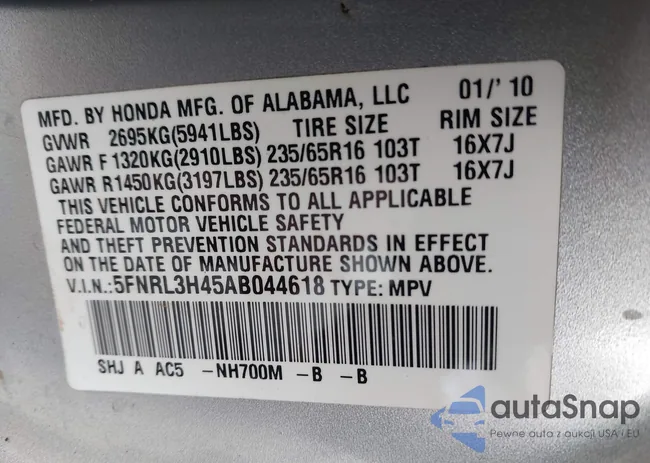 MFD. BY HONDA MFG. OF ALABAMA, LLC 01/' 10
GVWR 2695KG(5941LBS) TIRE SIZE RIM SIZE
GAWR F 1320KG(2910LBS) 235/65R16 103T 16X7J
GAWR R1450KG(3197LBS) 235/65R16 103T 16X7J
THIS VEHICLE CONFORMS TO ALL APPLICABLE
FEDERAL MOTOR VEHICLE SAFETY
AND THEFT PREVENTION STANDARDS IN EFFECT
ON THE DATE OF MANUFACTURE SHOWN ABOVE.
V.I.N.:5FNRL3H45AB044618 TYPE: MPV
SHJ A AC5 -NH700M -B -B
autaSnap
Pewne auta z aukcji USA i EU